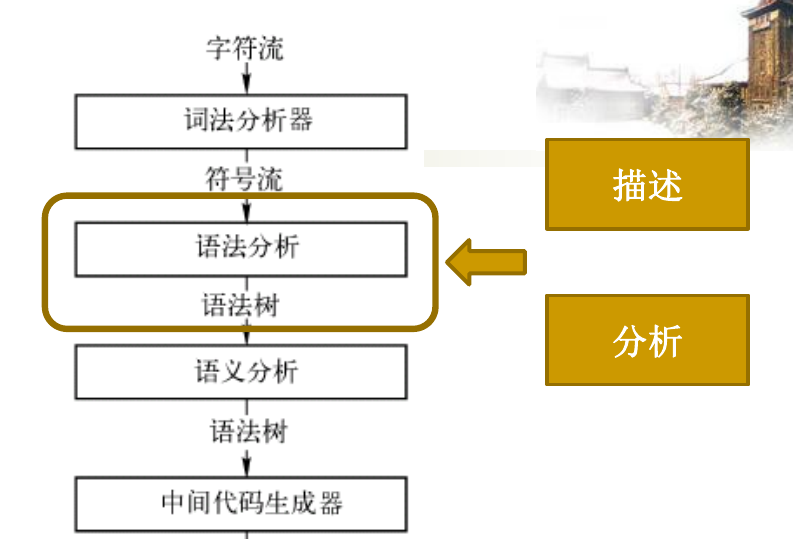 字符流
词法分析器
符号流
语法分析
语法树
语义分析
语法树
中间代码生成器
描述
分析